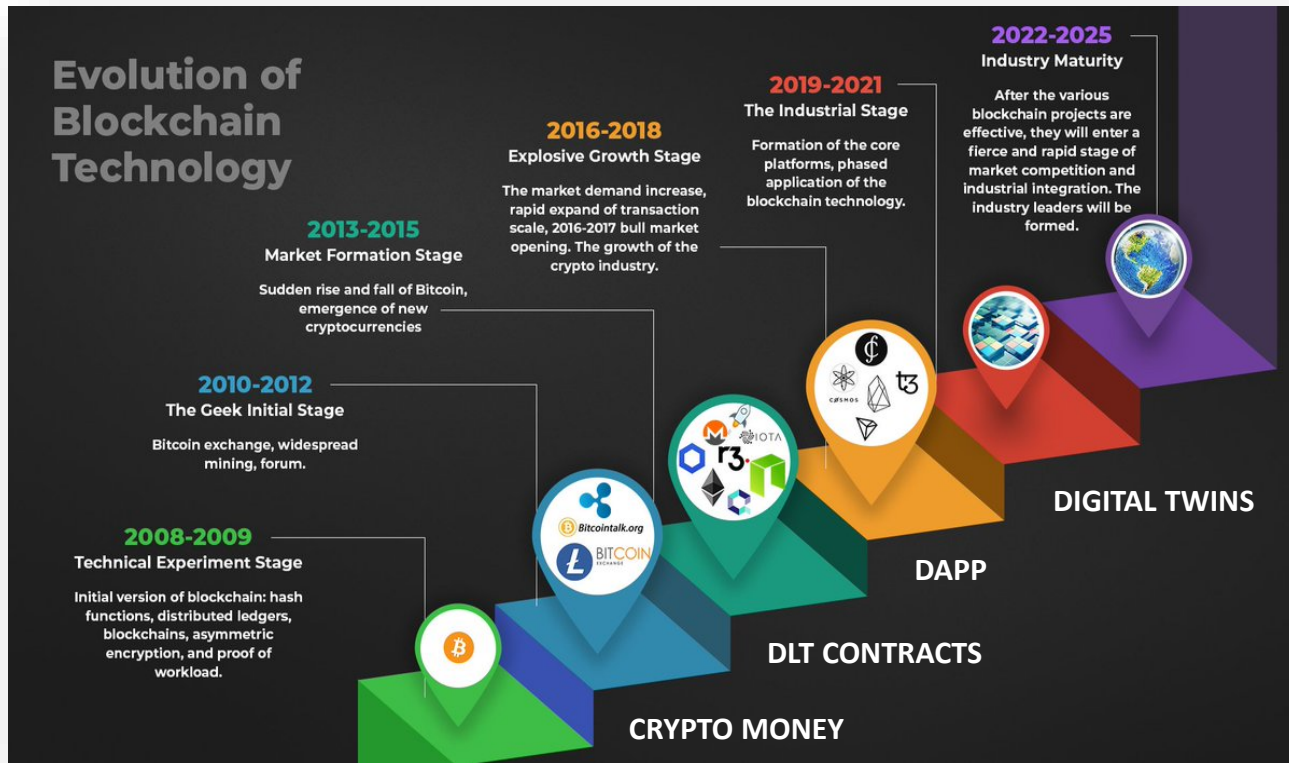 Evolution of
Blockchain
Technology
2008-2009
Technical Experiment Stage
Initial version of blockchain: hash
functions, distributed ledgers,
blockchains, asymmetric
encryption, and proof of
workload.
2010-2012
The Geek Initial Stage
Bitcoin exchange, widespread
mining, forum.
2013-2015
Market Formation Stage
Sudden rise and fall of Bitcoin,
emergence of new
cryptocurrencies
2016-2018
Explosive Growth Stage
The market demand increase,
rapid expand of transaction
scale, 2016-2017 bull market
opening. The growth of the
crypto industry.
2019-2021
The Industrial Stage
Formation of the core
platforms, phased
application of the
blockchain technology.
2022-2025
Industry Maturity
After the various
blockchain projects are
effective, they will enter a
fierce and rapid stage of
market competition and
industrial integration. The
industry leaders will be
formed.
Bitcointalk.org
BITCOIN
EXCHANGE
IOTA
r3.
COSMOS
CRYPTO MONEY
DLT CONTRACTS
DAPP
DIGITAL TWINS